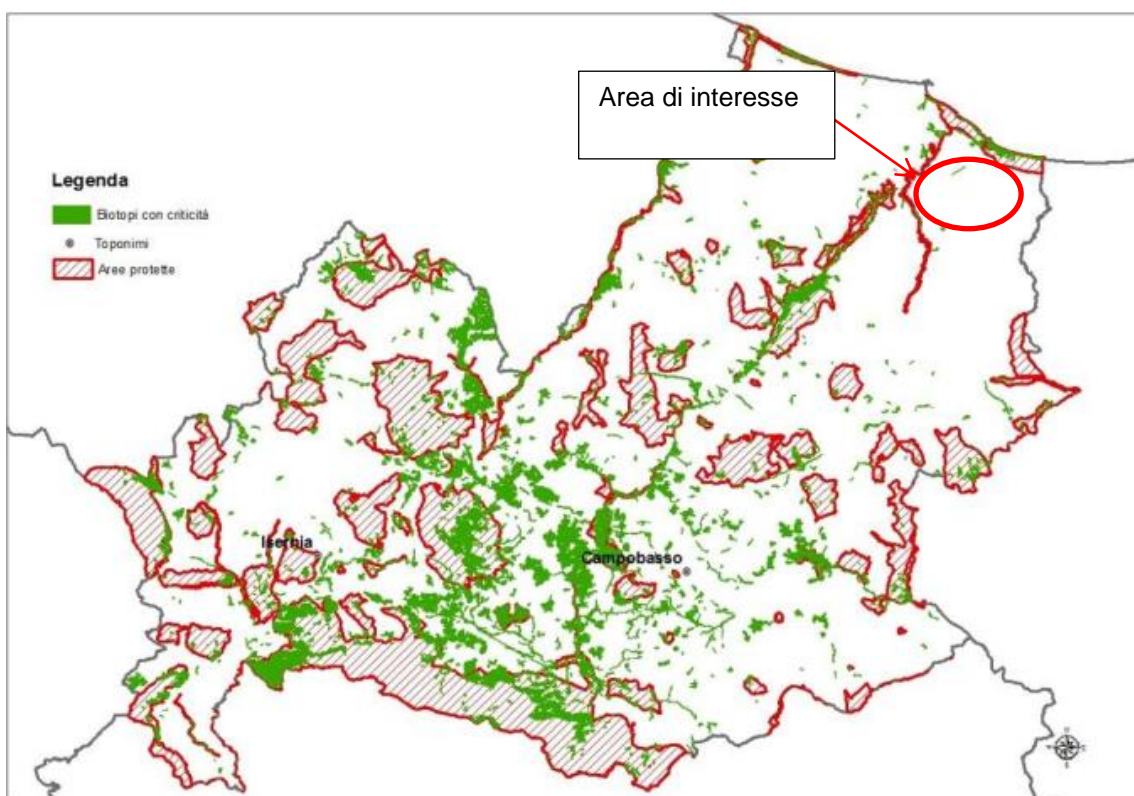 Area di interesse
Legenda
Biotopi con criticità
Toponimi
Aree protette
Isernia
Campobasso